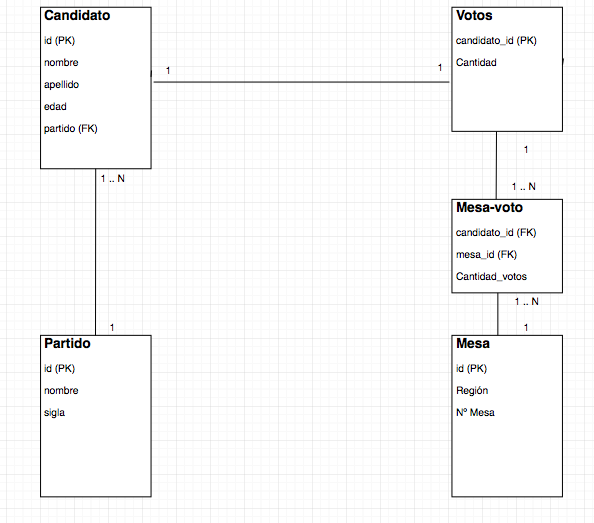 Candidato
id (PK)
nombre
apellido
edad
partido (FK)
1
1
Votos
candidato_id (PK)
Cantidad
1
1 .. N
Mesa-voto
candidato_id (FK)
mesa_id (FK)
Cantidad_votos
1 .. N
1
Mesa
id (PK)
Región
Nº Mesa
1 .. N
1
Partido
id (PK)
nombre
sigla